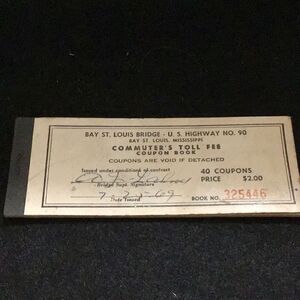 BAY ST. LOUIS BRIDGE - U. S. HIGHWAY NO. 90
BAY ST. LOUIS, MISSISSIPPI
COMMUTER'S TOLL FEE
COUPON BOOK
COUPONS ARE VOID IF DETACHED
Issued under conditions of contract
40 COUPONS
Bridge Supt. Signature
PRICE $2.00
Date Issued
BOOK NO. 325446